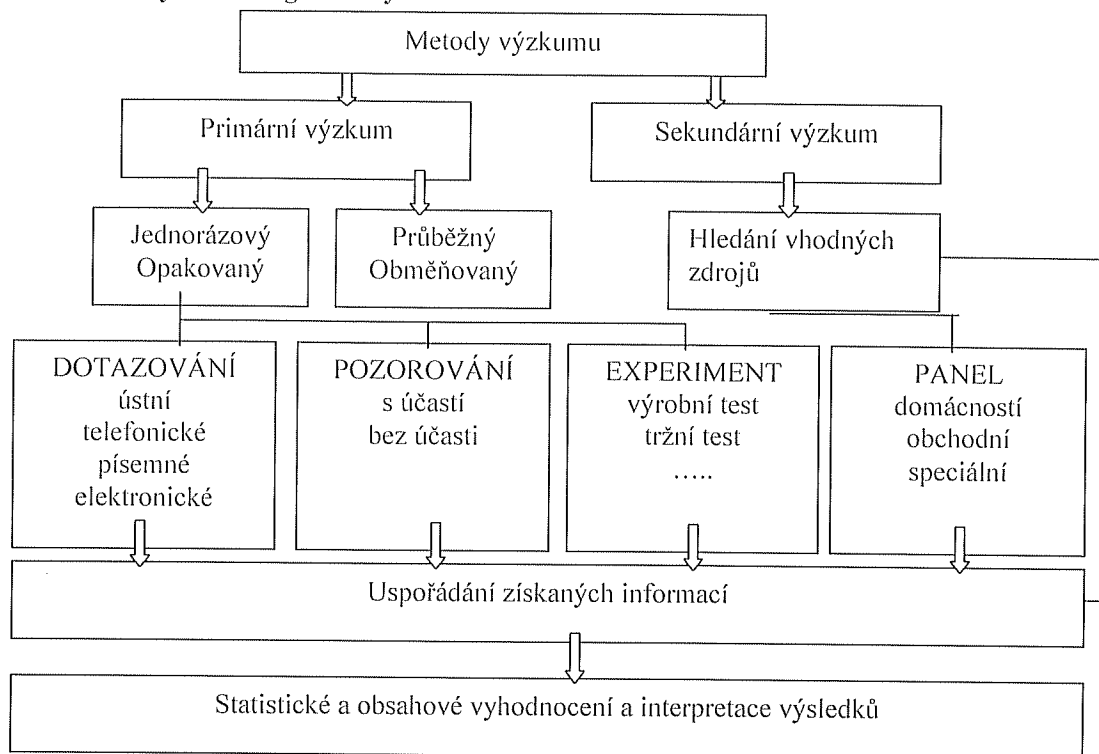 Metody výzkumu
Primární výzkum
Sekundární výzkum
Jednorázový
Opakovaný
Průběžný
Obměňovaný
Hledání vhodných
zdrojů
DOTAZOVÁNÍ
ústní
telefonické
písemné
elektronické
POZOROVÁNÍ
s účastí
bez účasti
EXPERIMENT
výrobní test
tržní test
…..
PANEL
domácností
obchodní
speciální
Uspořádání získaných informací
Statistické a obsahové vyhodnocení a interpretace výsledků